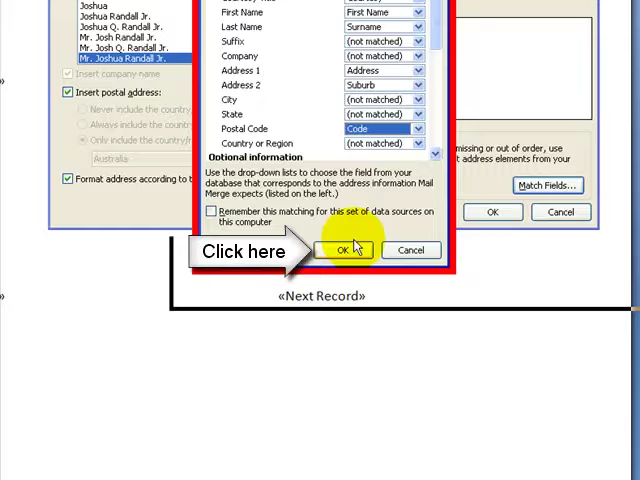 Joshua
Joshua Randall Jr.
Joshua Q. Randall Jr.
Mr. Josh Randall Jr.
Mr. Josh Q. Randall Jr.
Mr. Joshua Randall Jr.
Insert company name
Insert postal address:
Never include the country/
Always include the country/
Only include the country/r
Australia
Format address according to t
First Name First Name
Last Name Surname
Suffix (not matched)
Company (not matched)
Address 1 Address
Address 2 Suburb
City (not matched)
State (not matched)
Postal Code Code
Country or Region (not matched)
Optional information
Use the drop-down lists to choose the field from your
database that corresponds to the address information Mail
Merge expects (listed on the left.)
Remember this matching for this set of data sources on
this computer
Click here
OK Cancel
missing or out of order, use
t address elements from your
Match Fields...
OK Cancel
»
»
«Next Record»